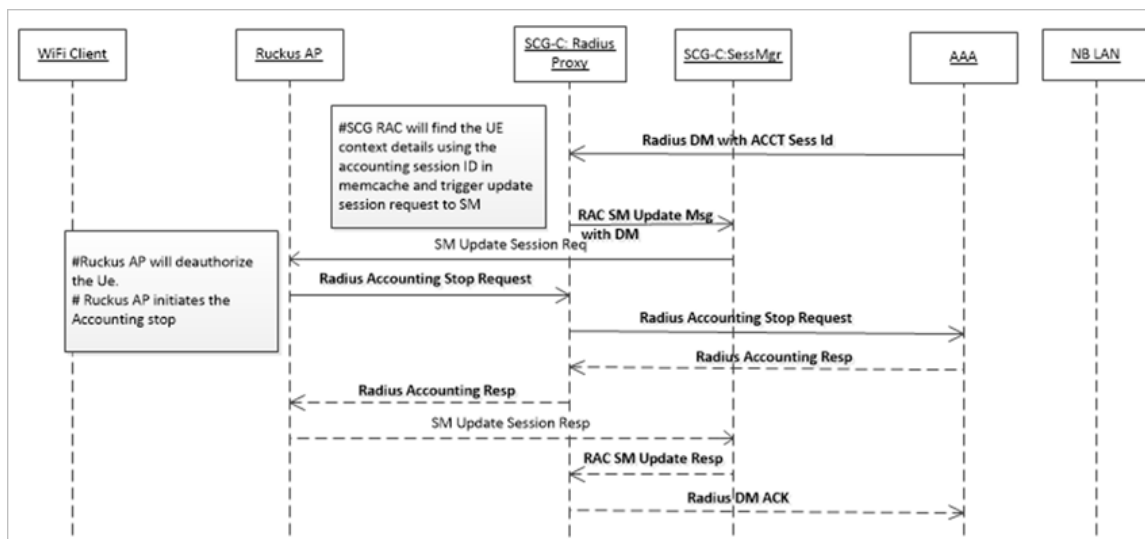 WiFi Client
Ruckus AP
SCG-C: Radius
Proxy
SCG-C:SessMgr
AAA
NB LAN
#SCG RAC will find the UE
context details using the
accounting session ID in
memcache and trigger update
session request to SM
Radius DM with ACCT Sess Id
RAC SM Update Msg
with DM
SM Update Session Req
#Ruckus AP will deauthorize
the Ue.
# Ruckus AP initiates the
Accounting stop
Radius Accounting Stop Request
Radius Accounting Stop Request
Radius Accounting Resp
Radius Accounting Resp
SM Update Session Resp
RAC SM Update Resp
Radius DM ACK